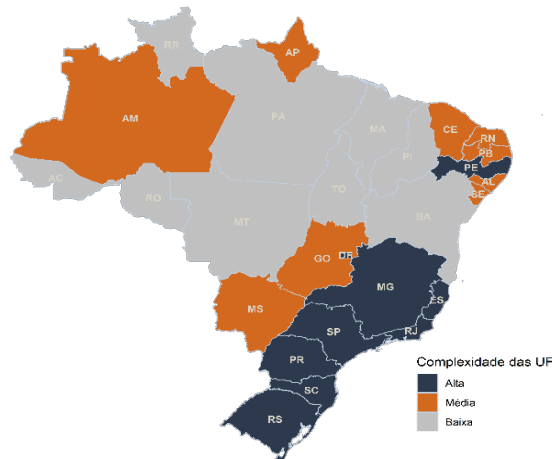 RR
AP
AM
PA
MA
CE
RN
PB
PI
PE
AL
SE
AC
RO
TO
BA
MT
GO
DF
MG
ES
MS
SP
RJ
PR
SC
RS
Complexidade das UF
Alta
Média
Baixa